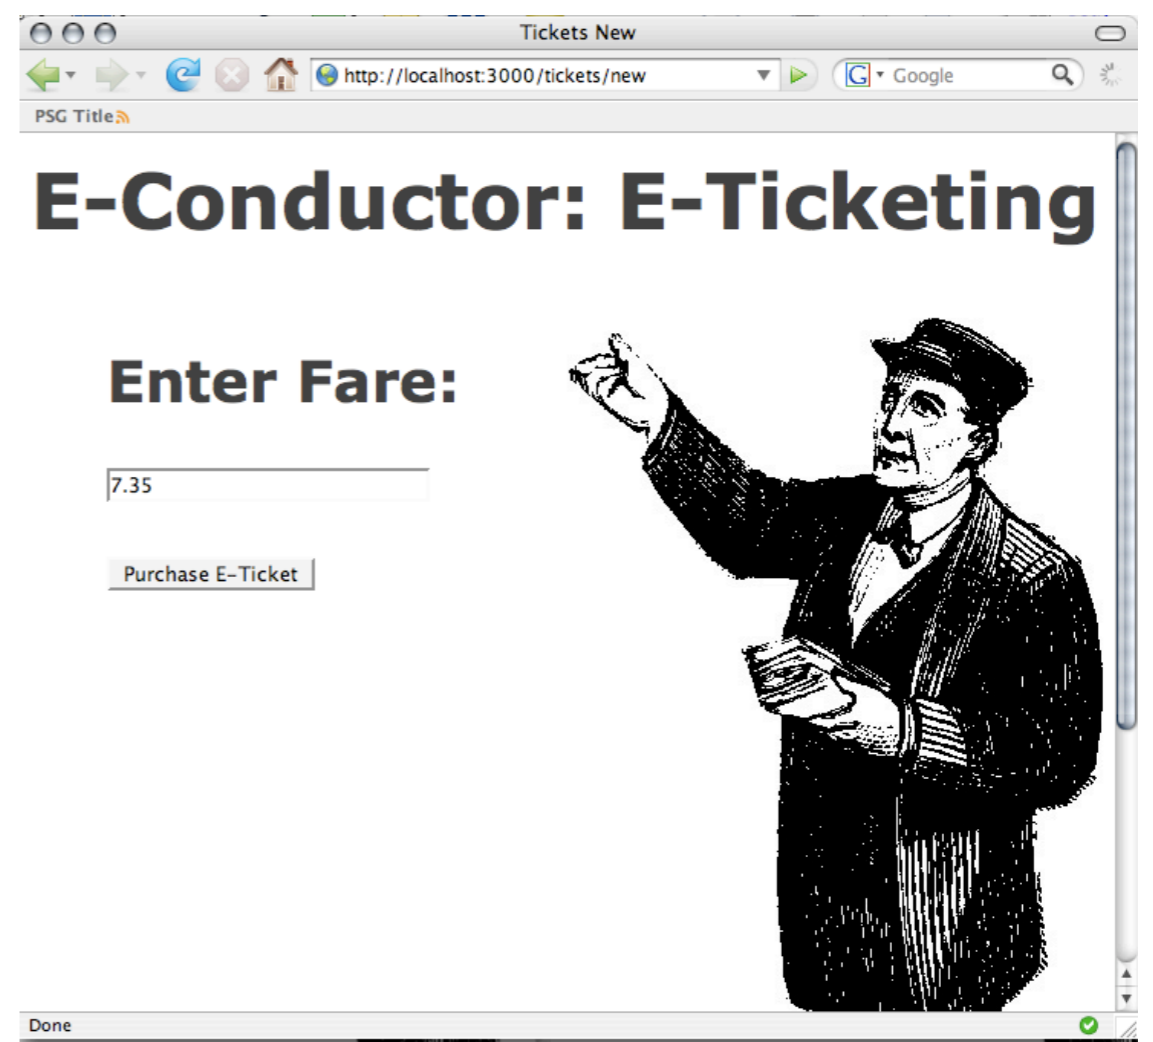 Tickets New
http://localhost:3000/tickets/new
G Google
PSG Title
E-Conductor: E-Ticketing
Enter Fare:
7.35
Purchase E-Ticket
Done